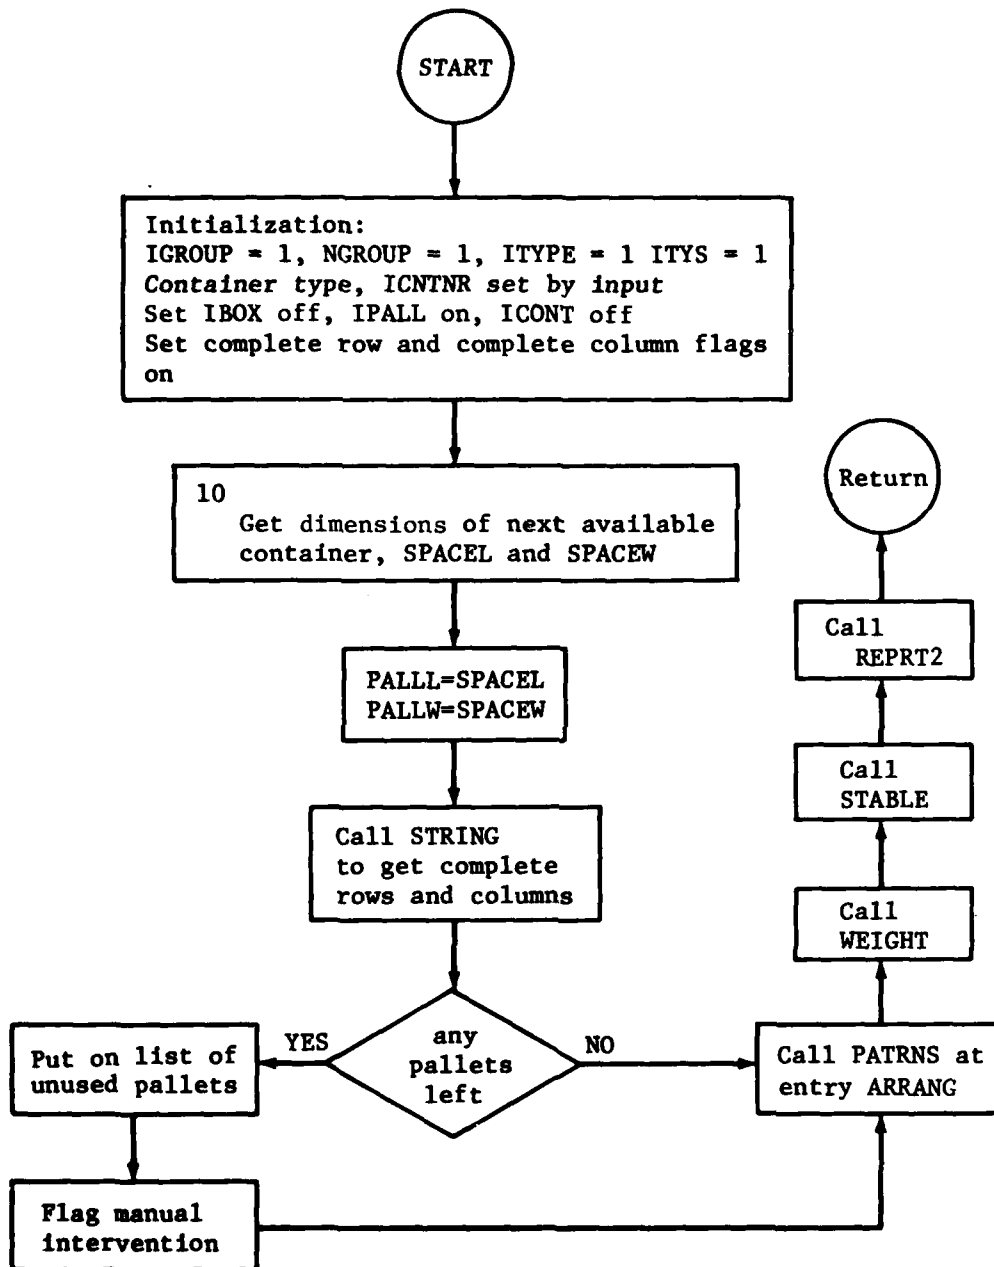 START
Initialization:
IGROUP = 1, NGROUP = 1, ITYPE = 1 ITYS = 1
Container type, ICNTNR set by input
Set IBOX off, IPALL on, ICONT off
Set complete row and complete column flags
on
10
Get dimensions of next available
container, SPACEL and SPACEW
PALLL=SPACEL
PALLW=SPACEW
Call STRING
to get complete
rows and columns
any
pallets
left
YES
NO
Put on list of
unused pallets
Flag manual
intervention
Call PATRNS at
entry ARRANG
Call
WEIGHT
Call
STABLE
Call
REPRT2
Return